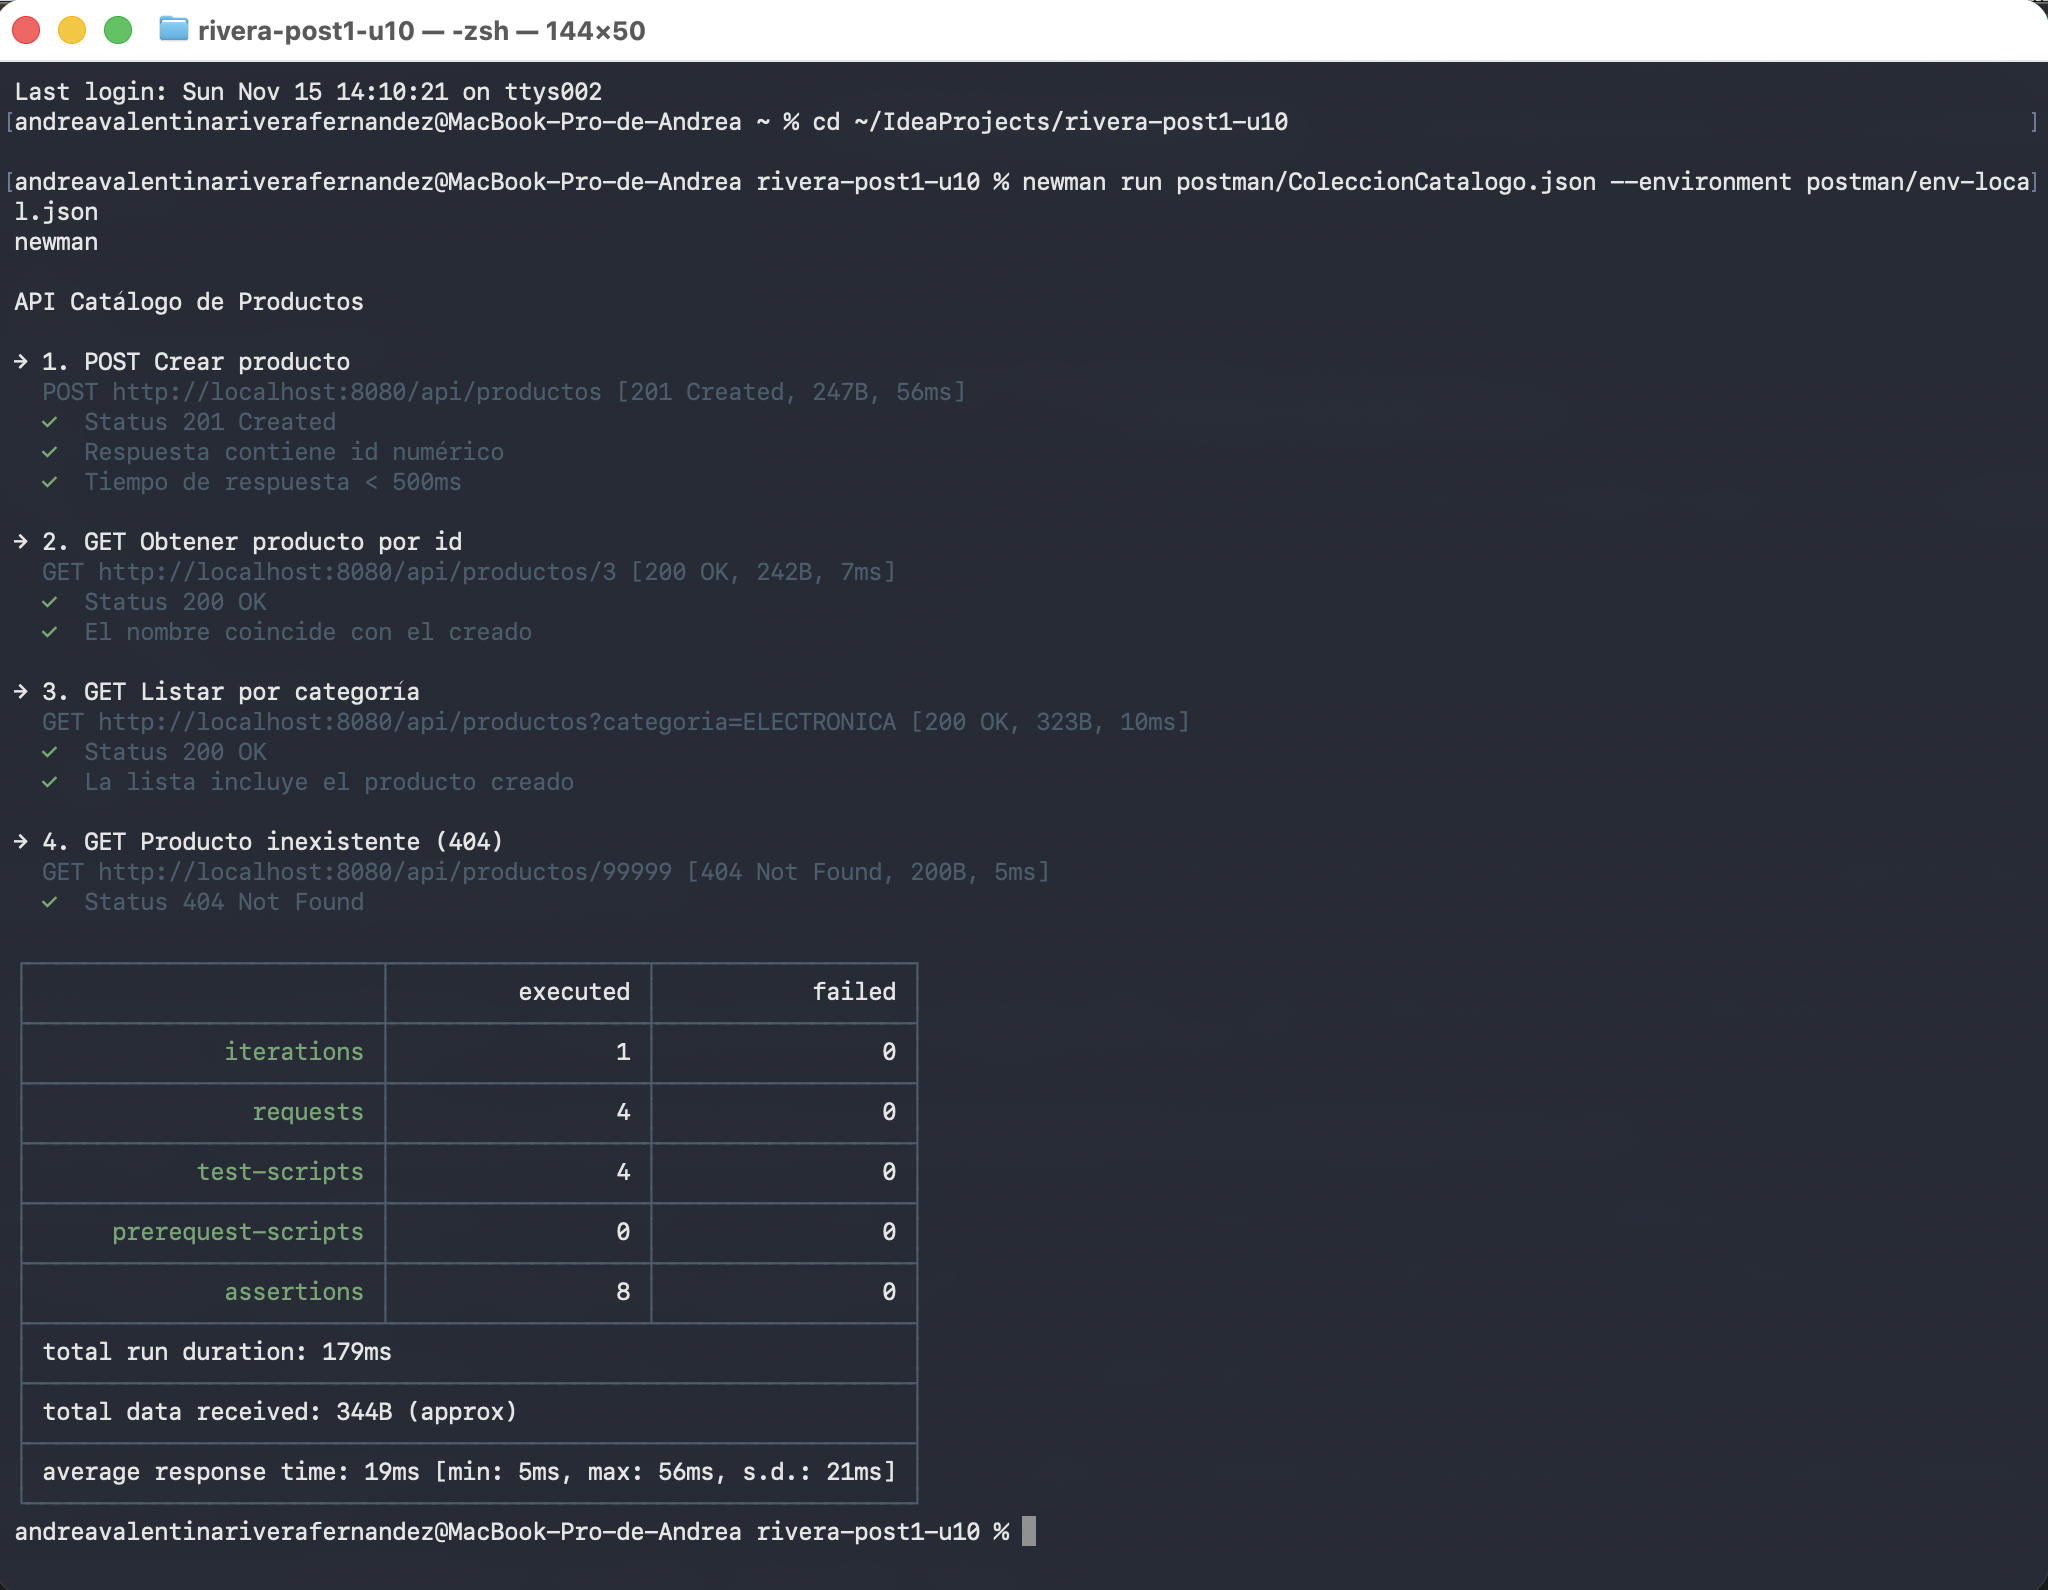 rivera-post1-u10 — -zsh — 144×50
Last login: Sun Nov 15 14:10:21 on ttys002
[andreavalentinariverafernandez@MacBook-Pro-de-Andrea ~ % cd ~/IdeaProjects/rivera-post1-u10 ]
[andreavalentinariverafernandez@MacBook-Pro-de-Andrea rivera-post1-u10 % newman run postman/ColeccionCatalogo.json --environment postman/env-loca]
l.json
newman
API Catálogo de Productos
→ 1. POST Crear producto
POST http://localhost:8080/api/productos [201 Created, 247B, 56ms]
✓ Status 201 Created
✓ Respuesta contiene id numérico
✓ Tiempo de respuesta < 500ms
→ 2. GET Obtener producto por id
GET http://localhost:8080/api/productos/3 [200 OK, 242B, 7ms]
✓ Status 200 OK
✓ El nombre coincide con el creado
→ 3. GET Listar por categoría
GET http://localhost:8080/api/productos?categoria=ELECTRONICA [200 OK, 323B, 10ms]
✓ Status 200 OK
✓ La lista incluye el producto creado
→ 4. GET Producto inexistente (404)
GET http://localhost:8080/api/productos/99999 [404 Not Found, 200B, 5ms]
✓ Status 404 Not Found
executed failed
iterations 1 0
requests 4 0
test-scripts 4 0
prerequest-scripts 0 0
assertions 8 0
total run duration: 179ms
total data received: 344B (approx)
average response time: 19ms [min: 5ms, max: 56ms, s.d.: 21ms]
andreavalentinariverafernandez@MacBook-Pro-de-Andrea rivera-post1-u10 %